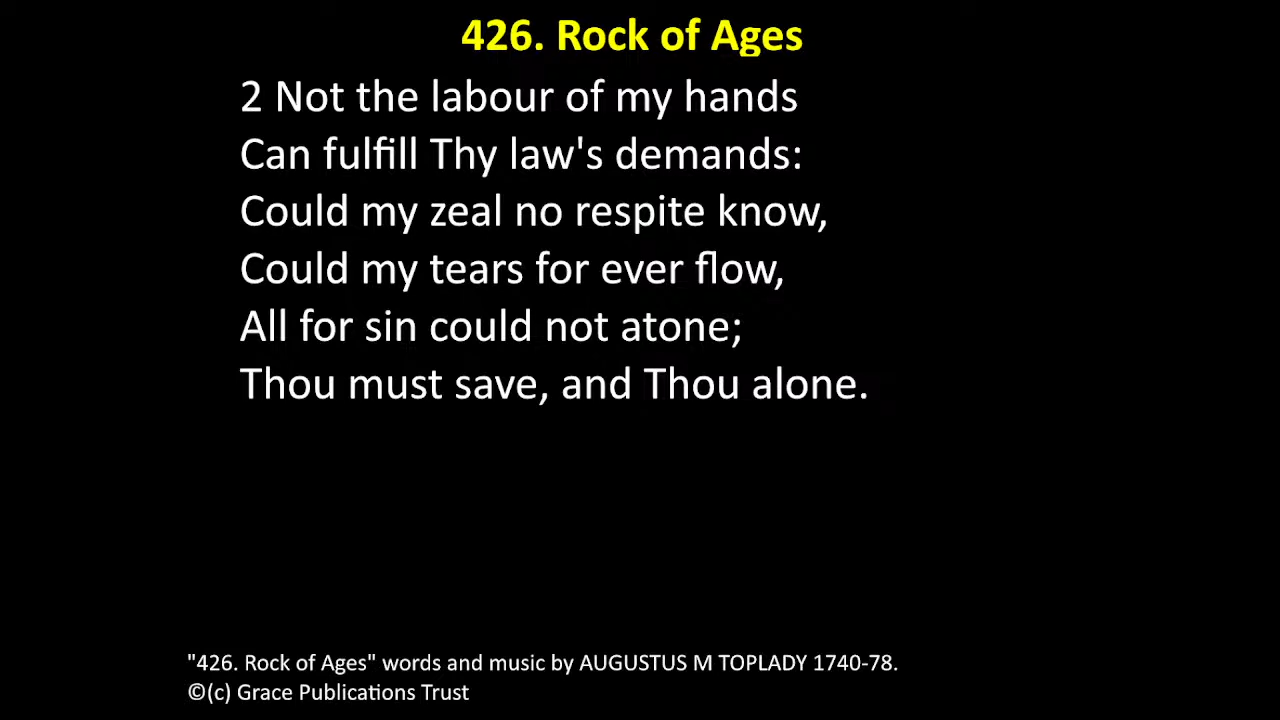 426. Rock of Ages
2 Not the labour of my hands
Can fulfill Thy law's demands:
Could my zeal no respite know,
Could my tears for ever flow,
All for sin could not atone;
Thou must save, and Thou alone.
"426. Rock of Ages" words and music by AUGUSTUS M TOPLADY 1740-78.
©(c) Grace Publications Trust